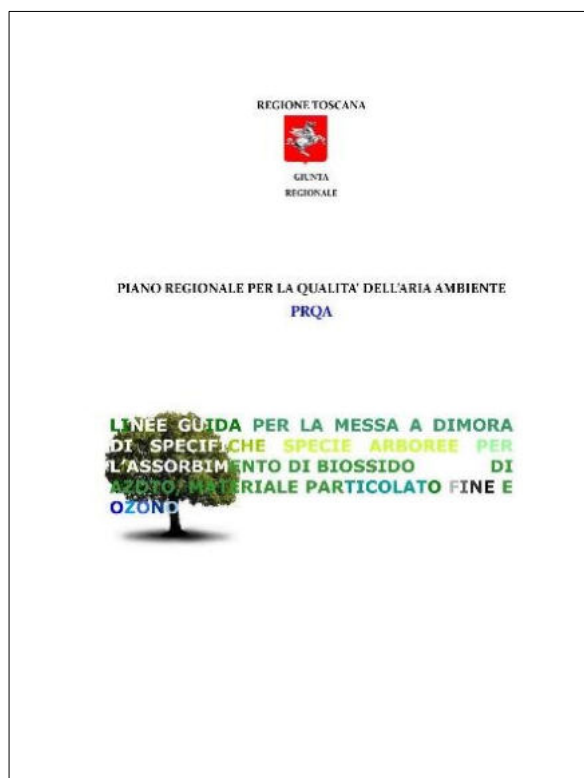 REGIONE TOSCANA
GIUNTA
REGIONALE
PIANO REGIONALE PER LA QUALITA' DELL'ARIA AMBIENTE
PRQA
LINEE GUIDA PER LA MESSA A DIMORA
DI SPECIFICHE SPECIE ARBOREE PER
L'ASSORBIMENTO DI BIOSSIDO DI
AZOTO, MATERIALE PARTICOLATO FINE E
OZONO